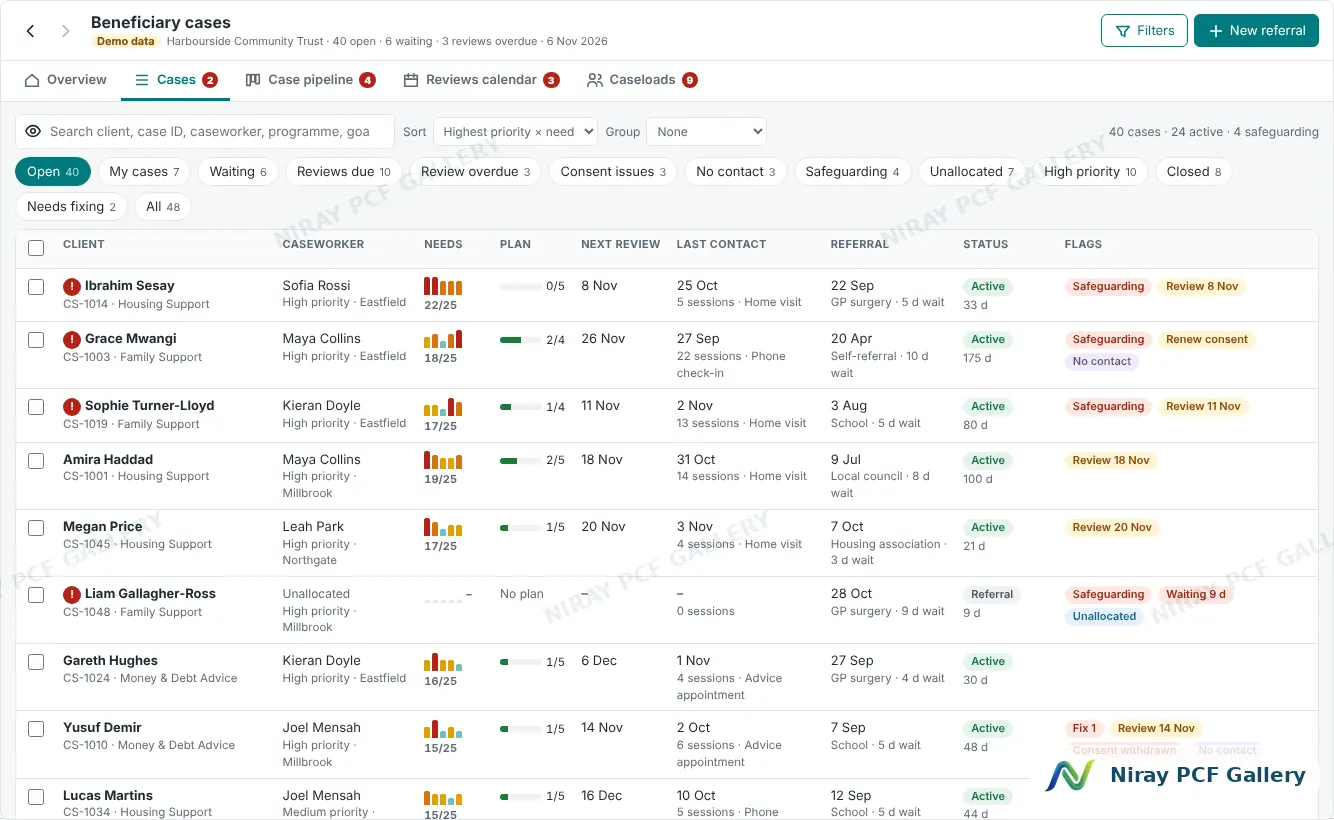 Beneficiary cases
Demo data Harbourside Community Trust · 40 open · 6 waiting · 3 reviews overdue · 6 Nov 2026
Filters
+ New referral
Overview
Cases 2
Case pipeline 4
Reviews calendar 3
Caseloads 9
Search client, case ID, caseworker, programme, goa
Sort Highest priority × need
Group None
40 cases · 24 active · 4 safeguarding
Open 40 My cases 7 Waiting 6 Reviews due 10 Review overdue 3 Consent issues 3 No contact 3 Safeguarding 4 Unallocated 7 High priority 10 Closed 8
Needs fixing 2 All 48
CLIENT CASEWORKER NEEDS PLAN NEXT REVIEW LAST CONTACT REFERRAL STATUS FLAGS
! Ibrahim Sesay Sofia Rossi 0/5 8 Nov 25 Oct 22 Sep Active Safeguarding Review 8 Nov
CS-1014 · Housing Support High priority · Eastfield 22/25 5 sessions · Home visit GP surgery · 5 d wait 33 d
! Grace Mwangi Maya Collins 2/4 26 Nov 27 Sep 20 Apr Active Safeguarding Renew consent
CS-1003 · Family Support High priority · Eastfield 18/25 22 sessions · Phone Self-referral · 10 d 175 d No contact
check-in wait
! Sophie Turner-Lloyd Kieran Doyle 1/4 11 Nov 2 Nov 3 Aug Active Safeguarding Review 11 Nov
CS-1019 · Family Support High priority · Eastfield 17/25 13 sessions · Home visit School · 5 d wait 80 d
Amira Haddad Maya Collins 2/5 18 Nov 31 Oct 9 Jul Active Review 18 Nov
CS-1001 · Housing Support High priority · 19/25 14 sessions · Home visit Local council · 8 d 100 d
Millbrook wait
Megan Price Leah Park 1/5 20 Nov 3 Nov 7 Oct Active Review 20 Nov
CS-1045 · Housing Support High priority · 17/25 4 sessions · Home visit Housing association · 21 d
Northgate 3 d wait
! Liam Gallagher-Ross Unallocated – No plan – – 28 Oct Referral Safeguarding Waiting 9 d
CS-1048 · Family Support High priority · 0 sessions GP surgery · 9 d wait 9 d Unallocated
Millbrook
Gareth Hughes Kieran Doyle 1/5 6 Dec 1 Nov 27 Sep Active
CS-1024 · Money & Debt Advice High priority · Eastfield 16/25 4 sessions · Advice GP surgery · 4 d wait 30 d
appointment
Yusuf Demir Joel Mensah 1/5 14 Nov 2 Oct 7 Sep Active Fix 1 Review 14 Nov
CS-1010 · Money & Debt Advice High priority · 15/25 6 sessions · Advice School · 5 d wait 48 d Consent withdrawn No contact
Millbrook appointment
Lucas Martins Joel Mensah 1/5 16 Dec 10 Oct 12 Sep Active
CS-1034 · Housing Support Medium priority · 15/25 5 sessions · Phone School · 5 d wait 44 d
Niray PCF Gallery
NIRAY PCF GALLERY
NIRAY PCF GALLERY
NIRAY PCF GALLERY
NIRAY PCF GALLERY
NIRAY PCF GALL